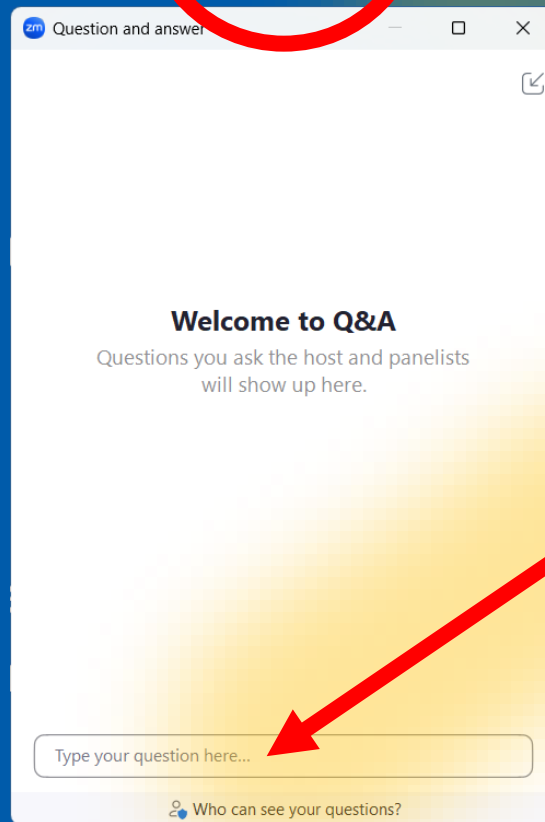 zm Question and answer
Welcome to Q&A
Questions you ask the host and panelists
will show up here.
Type your question here...
Who can see your questions?